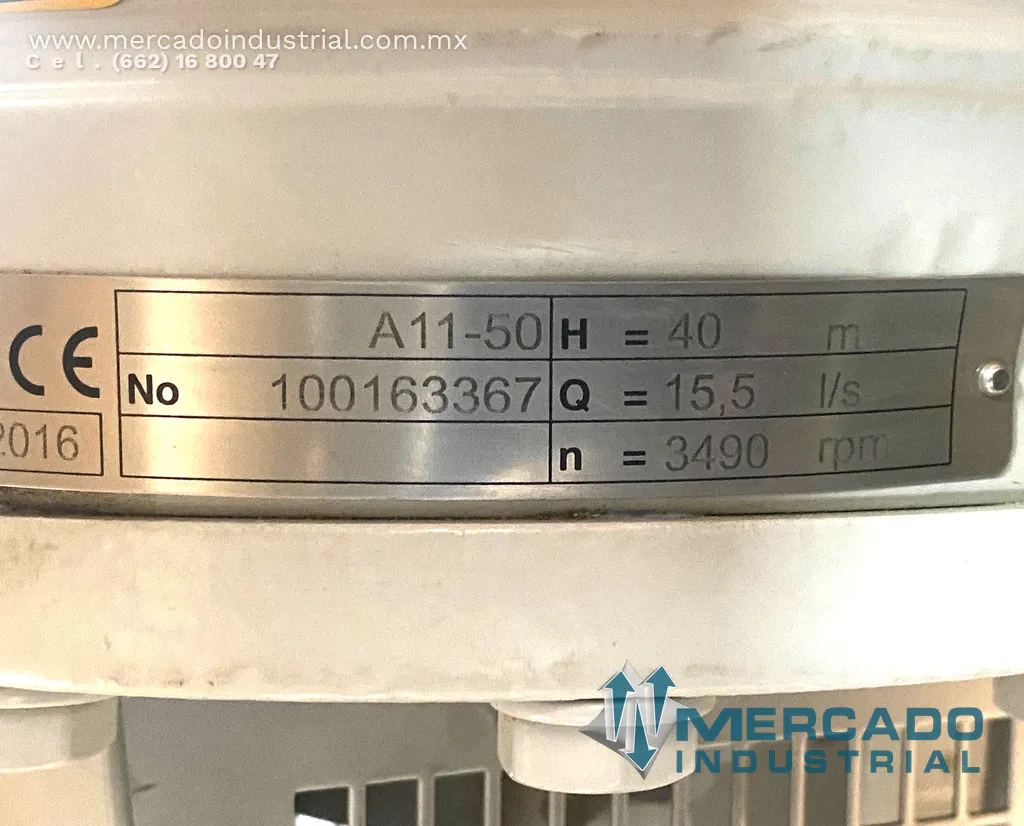 www.mercadoindustrial.com.mx
Cel. (662) 16 800 47
A11-50 H = 40 m
CE No 100163367 Q = 15,5 l/s
2016 n = 3490 rpm
MERCADO
INDUSTRIAL